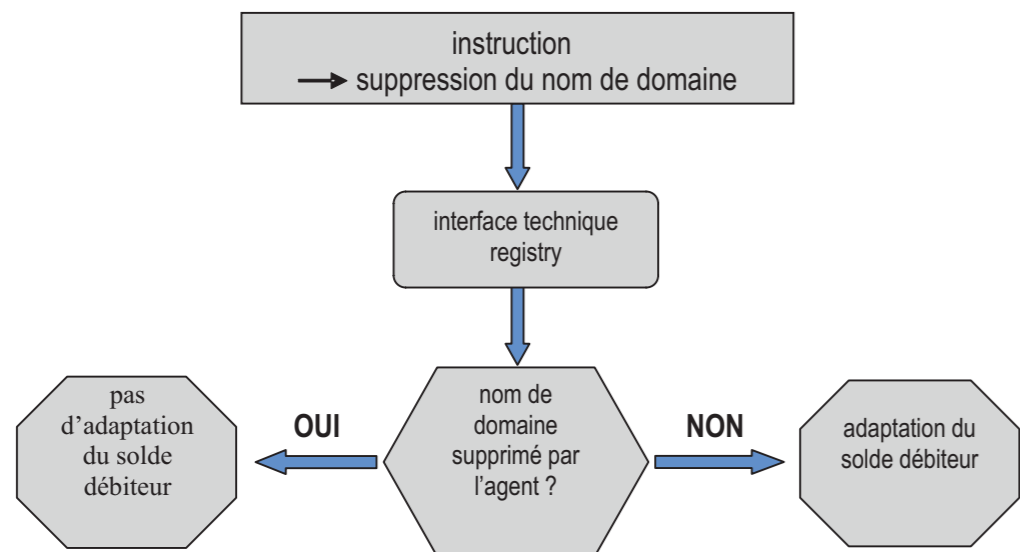 instruction
→ suppression du nom de domaine
interface technique
registry
nom de
domaine
supprimé par
l'agent ?
OUI
pas
d'adaptation
du solde
débiteur
NON
adaptation du
solde débiteur